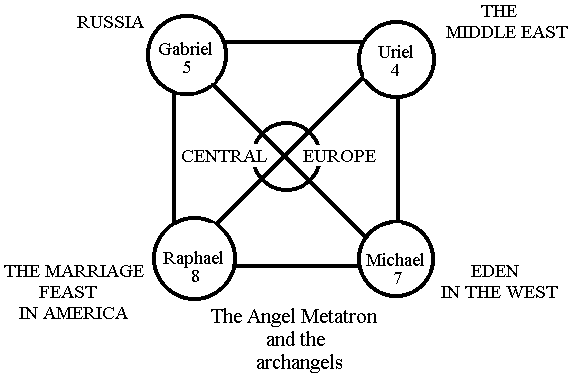 RUSSIA
THE
MIDDLE EAST
Gabriel
5
Uriel
4
CENTRAL EUROPE
Raphael
8
Michael
7
THE MARRIAGE
FEAST
IN AMERICA
EDEN
IN THE WEST
The Angel Metatron
and the
archangels